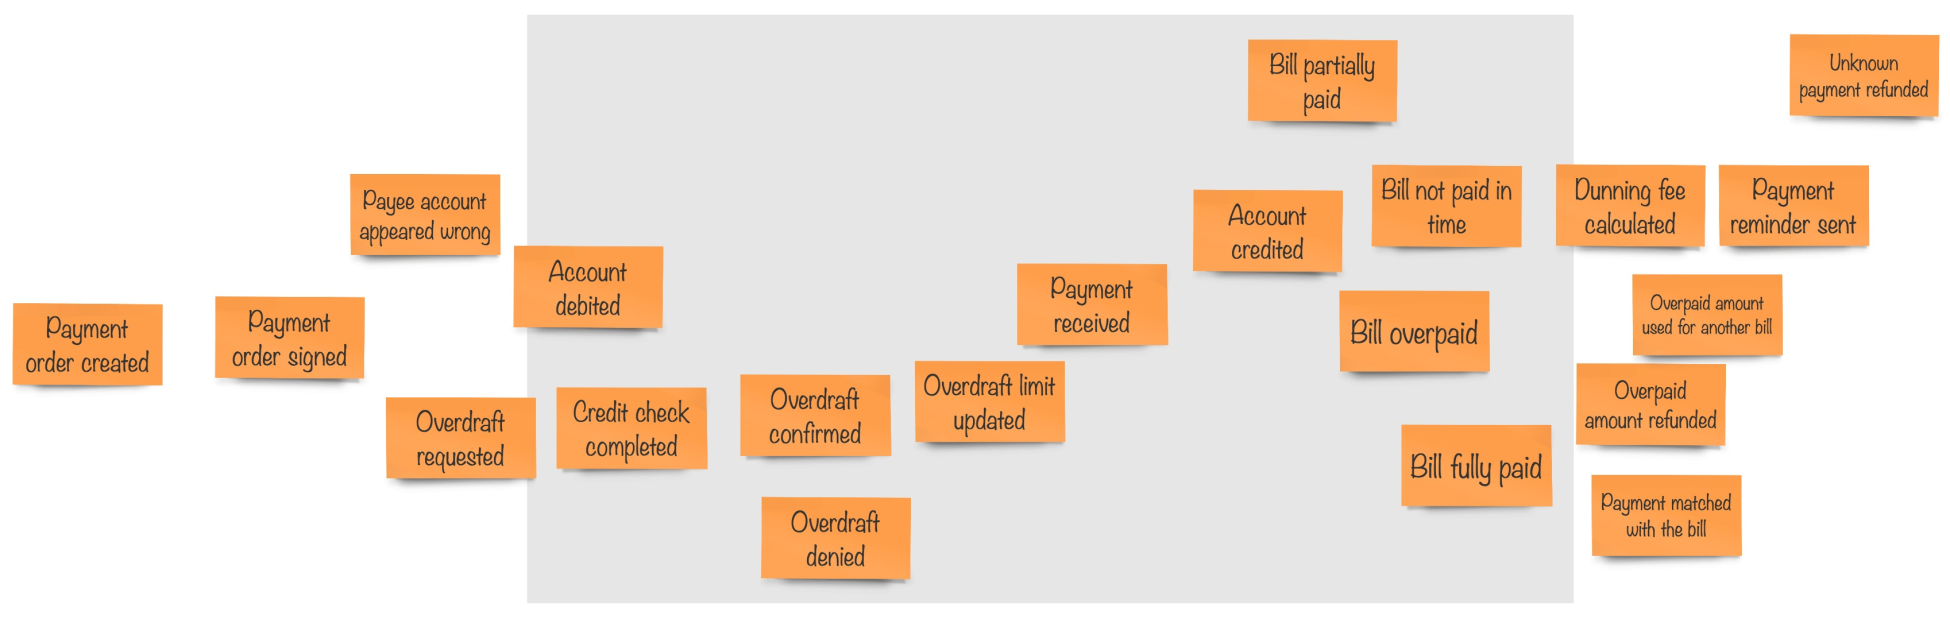 Payment
order created
Payment
order signed
Payee account
appeared wrong
Overdraft
requested
Account
debited
Credit check
completed
Overdraft
confirmed
Overdraft
denied
Overdraft limit
updated
Payment
received
Account
credited
Bill partially
paid
Bill not paid in
time
Bill overpaid
Bill fully paid
Dunning fee
calculated
Payment
reminder sent
Overpaid amount
used for another bill
Overpaid
amount refunded
Payment matched
with the bill
Unknown
payment refunded